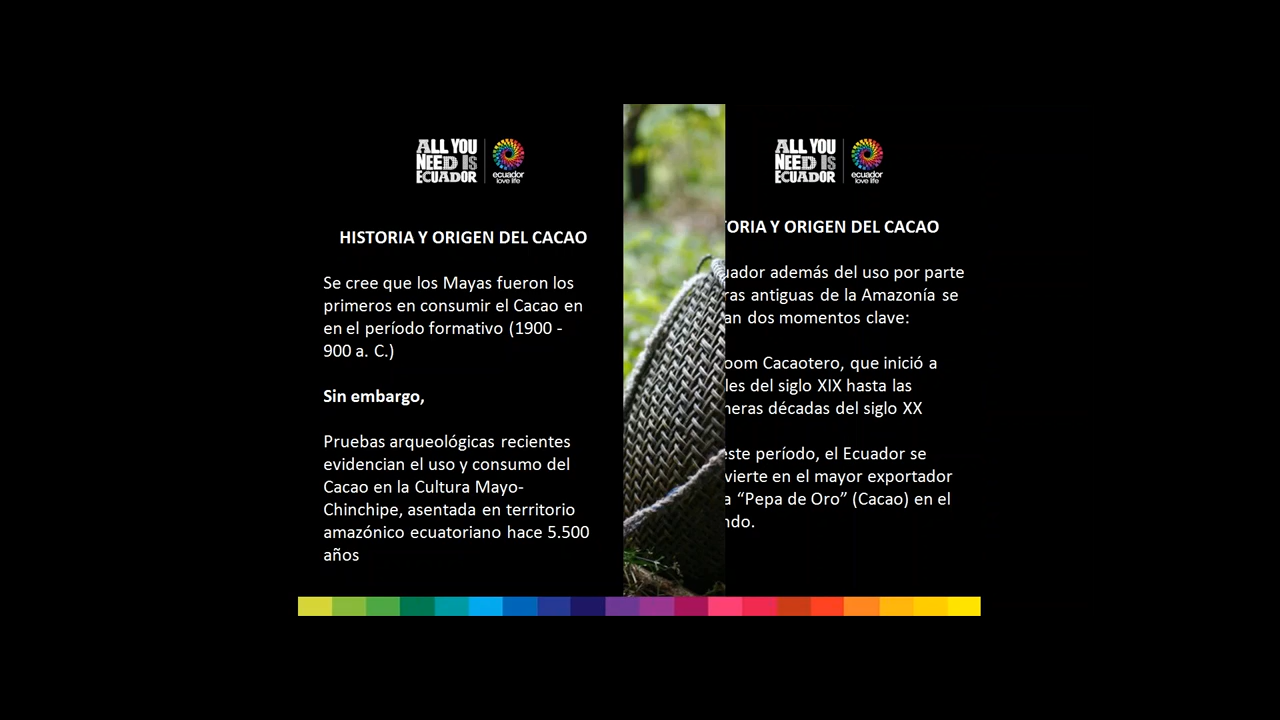 ALL YOU
NEED IS
ECUADOR
ecuador
love life
HISTORIA Y ORIGEN DEL CACAO
Se cree que los Mayas fueron los
primeros en consumir el Cacao en
en el período formativo (1900 -
900 a. C.)
Sin embargo,
Pruebas arqueológicas recientes
evidencian el uso y consumo del
Cacao en la Cultura Mayo-
Chinchipe, asentada en territorio
amazónico ecuatoriano hace 5.500
años
ALL YOU
NEED IS
ECUADOR
ecuador
love life
TORIA Y ORIGEN DEL CACAO
uador además del uso por parte
ras antiguas de la Amazonía se
an dos momentos clave:
oom Cacaotero, que inició a
les del siglo XIX hasta las
neras décadas del siglo XX
este período, el Ecuador se
vierte en el mayor exportador
a “Pepa de Oro” (Cacao) en el
ndo.